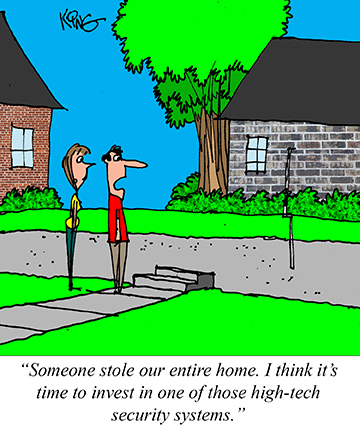 KING
“Someone stole our entire home. I think it’s
time to invest in one of those high-tech
security systems.”